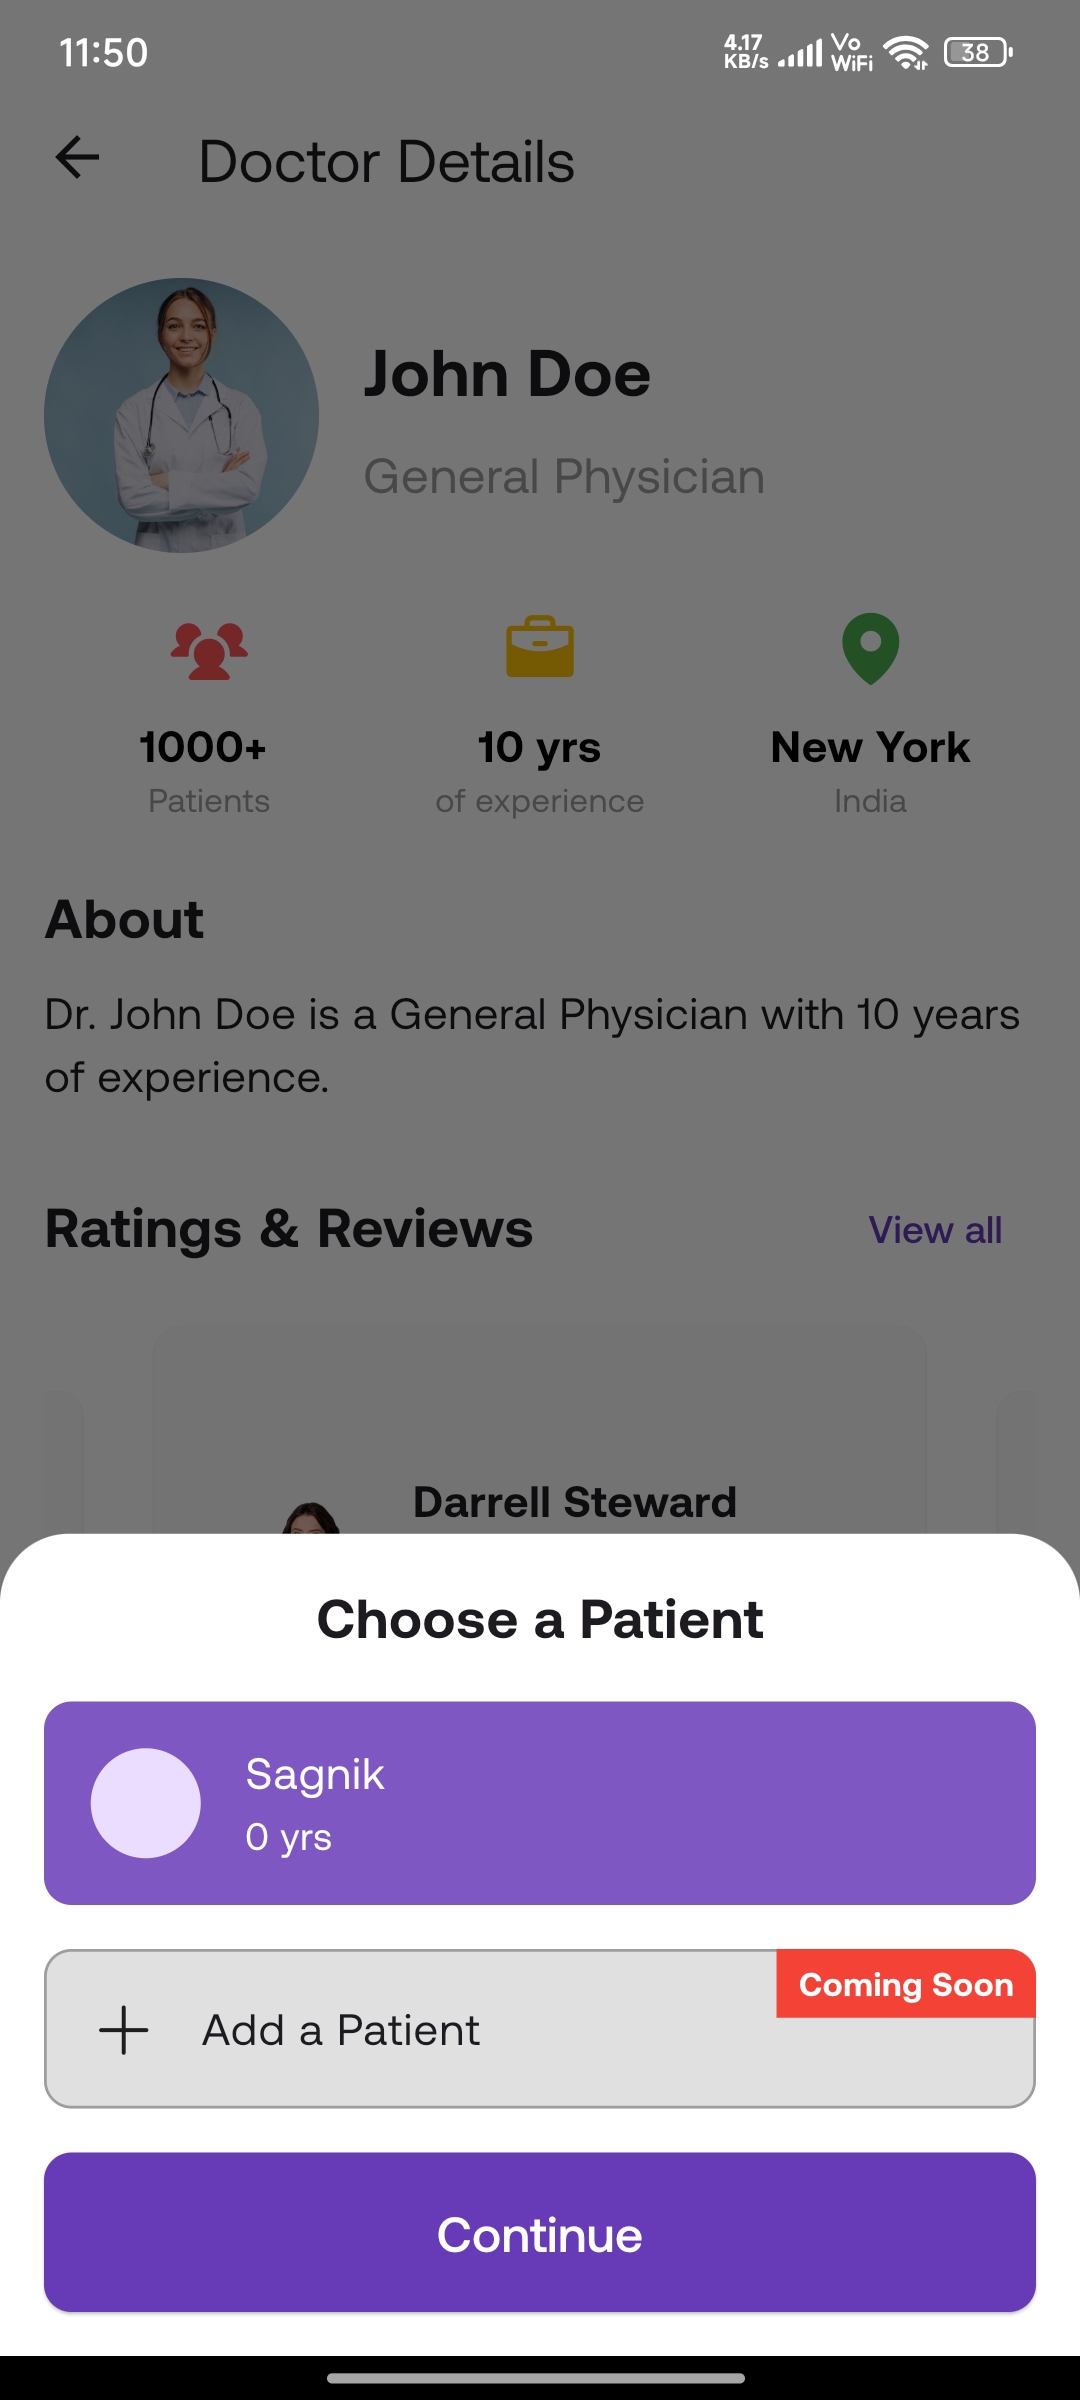 11:50
4.17
KB/s
Vo
WiFi
38
Doctor Details
John Doe
General Physician
1000+
Patients
10 yrs
of experience
New York
India
About
Dr. John Doe is a General Physician with 10 years
of experience.
Ratings & Reviews
View all
Darrell Steward
Choose a Patient
Sagnik
0 yrs
Coming Soon
Add a Patient
Continue